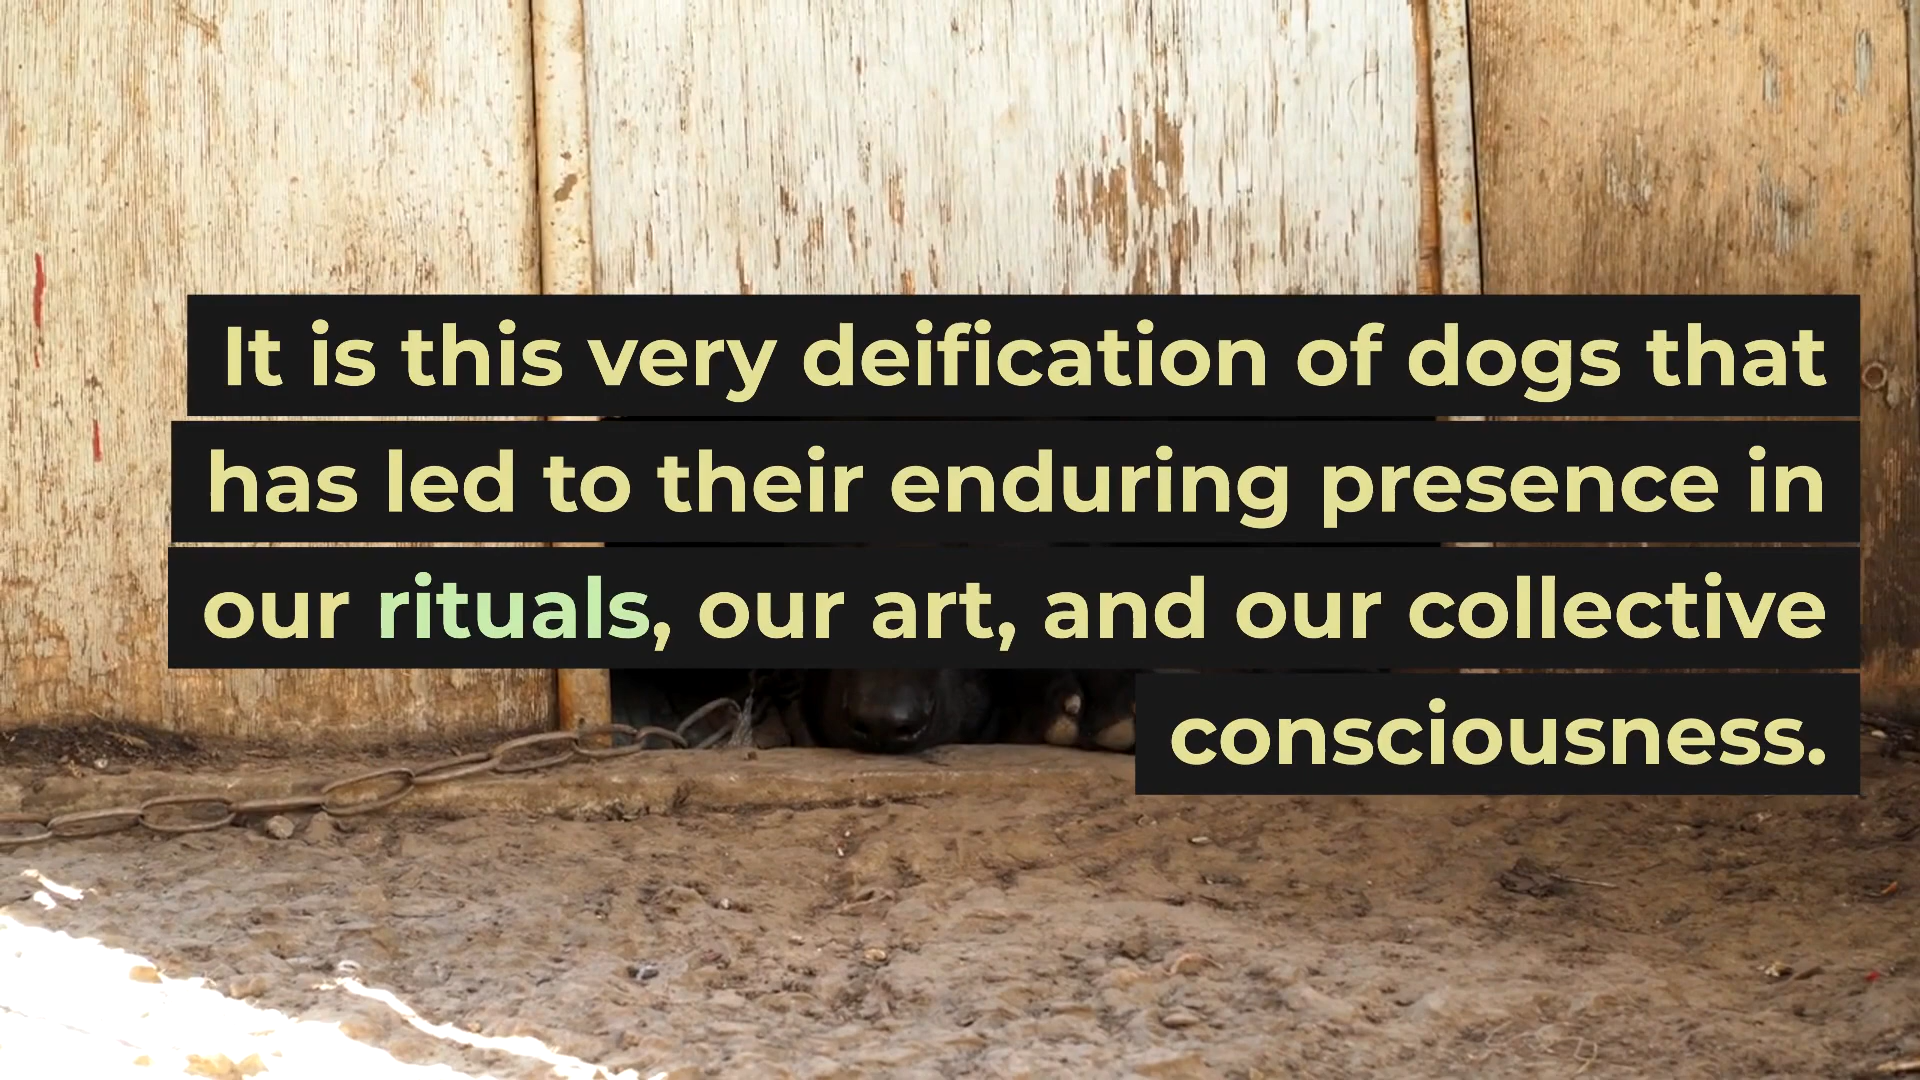 It is this very deification of dogs that
has led to their enduring presence in
our rituals, our art, and our collective
consciousness.